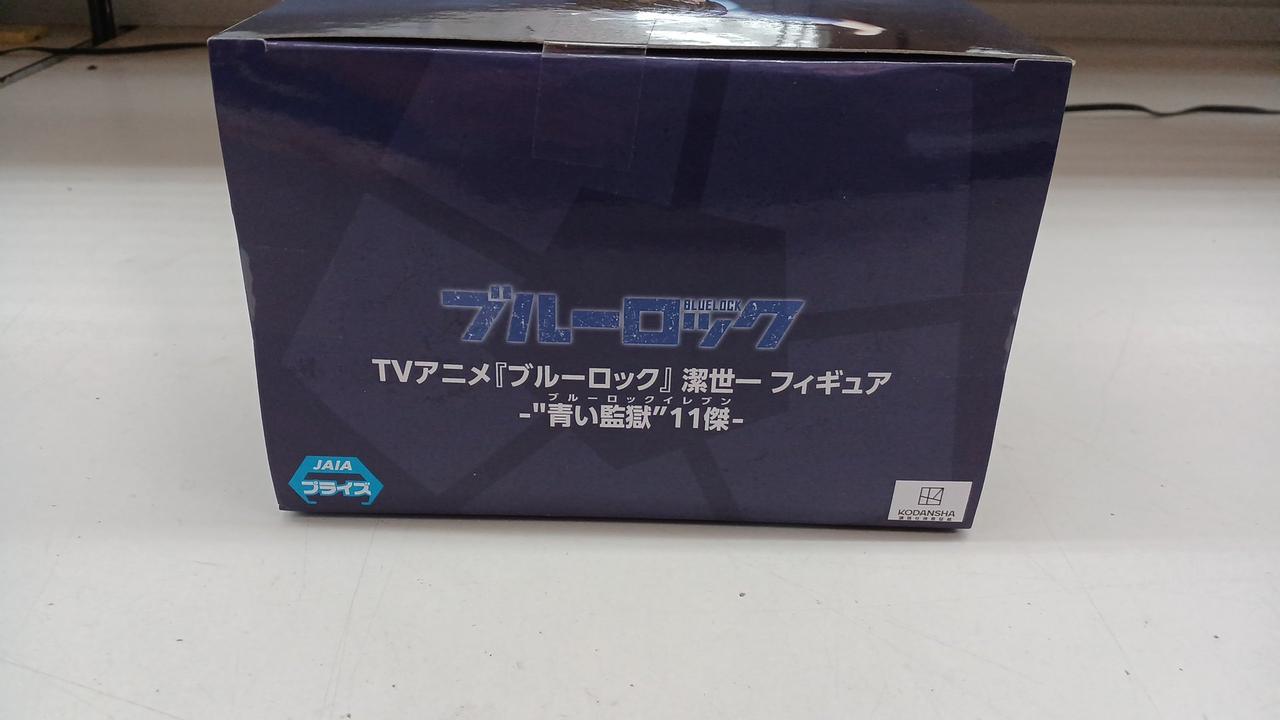 ブルーロック
BLUELOCK
TVアニメ『ブルーロック』 潔世一 フィギュア
ブルーロックイレブン
-"青い監獄"11傑-
JAIA
プライズ
KODANSHA